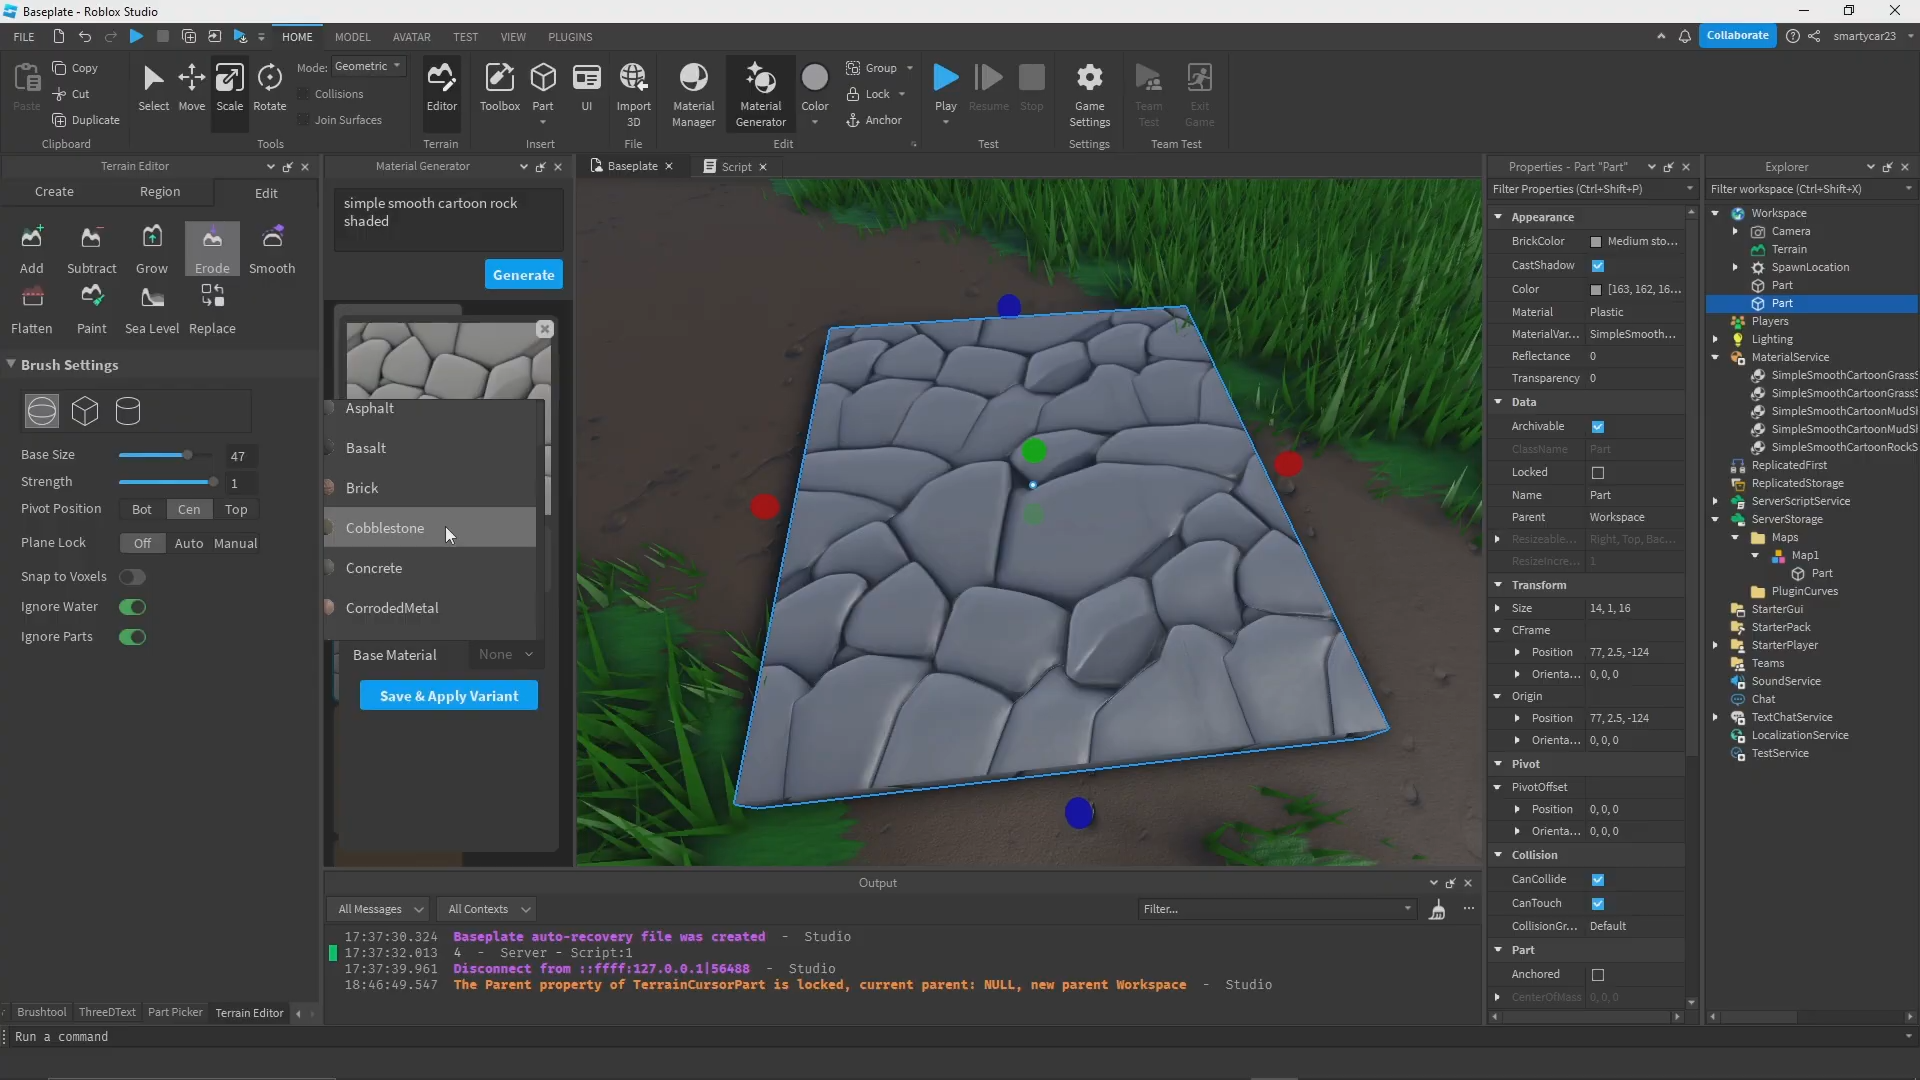 Baseplate - Roblox Studio
FILE
HOME
MODEL
AVATAR
TEST
VIEW
PLUGINS
Collaborate
smartycar23
Paste
Copy
Cut
Duplicate
Clipboard
Select
Move
Scale
Rotate
Mode: Geometric
Collisions
Join Surfaces
Tools
Editor
Terrain
Toolbox
Part
UI
Insert
Import
3D
File
Material
Manager
Material
Generator
Color
Group
Lock
Anchor
Edit
Play
Resume
Stop
Test
Game
Settings
Settings
Team
Test
Exit
Game
Team Test
Terrain Editor
Create
Region
Edit
Add
Subtract
Grow
Erode
Smooth
Flatten
Paint
Sea Level
Replace
Brush Settings
Base Size 47
Strength 1
Pivot Position Bot Cen Top
Plane Lock Off Auto Manual
Snap to Voxels
Ignore Water
Ignore Parts
Brushtool
ThreeDText
Part Picker
Terrain Editor
Material Generator
simple smooth cartoon rock
shaded
Generate
Asphalt
Basalt
Brick
Cobblestone
Concrete
CorrodedMetal
Base Material None
Save & Apply Variant
Baseplate
Script
Output
All Messages
All Contexts
Filter...
17:37:30.324 Baseplate auto-recovery file was created - Studio
17:37:32.013 4 - Server - Script:1
17:37:39.961 Disconnect from ::ffff:127.0.0.1|56488 - Studio
18:46:49.547 The Parent property of TerrainCursorPart is locked, current parent: NULL, new parent Workspace - Studio
Run a command
Properties - Part "Part"
Filter Properties (Ctrl+Shift+P)
Appearance
BrickColor Medium sto...
CastShadow
Color [163, 162, 16...
Material Plastic
MaterialVar... SimpleSmooth...
Reflectance 0
Transparency 0
Data
Archivable
ClassName Part
Locked
Name Part
Parent Workspace
Resizeable... Right, Top, Bac...
ResizeIncre... 1
Transform
Size 14, 1, 16
CFrame
Position 77, 2.5, -124
Orienta... 0, 0, 0
Origin
Position 77, 2.5, -124
Orienta... 0, 0, 0
Pivot
PivotOffset
Position 0, 0, 0
Orienta... 0, 0, 0
Collision
CanCollide
CanTouch
CollisionGr... Default
Part
Anchored
CenterOfMass 0, 0, 0
Explorer
Filter workspace (Ctrl+Shift+X)
Workspace
Camera
Terrain
SpawnLocation
Part
Part
Players
Lighting
MaterialService
SimpleSmoothCartoonGrassS
SimpleSmoothCartoonGrassS
SimpleSmoothCartoonMudSl
SimpleSmoothCartoonMudSl
SimpleSmoothCartoonRockS
ReplicatedFirst
ReplicatedStorage
ServerScriptService
ServerStorage
Maps
Map1
Part
PluginCurves
StarterGui
StarterPack
StarterPlayer
Teams
SoundService
Chat
TextChatService
LocalizationService
TestService